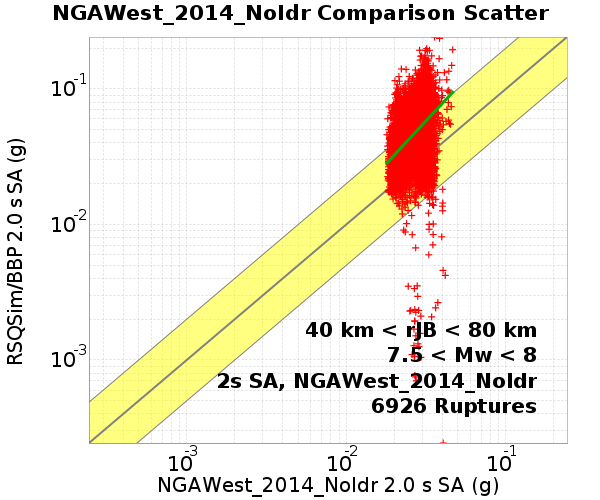 NGAWest_2014_NoIdr Comparison Scatter
RSQSim/BBP 2.0 s SA (g)
10-1
10-2
10-3
40 km < rJB < 80 km
7.5 < Mw < 8
2s SA, NGAWest_2014_NoIdr
6926 Ruptures
10-3 10-2 10-1
NGAWest_2014_NoIdr 2.0 s SA (g)